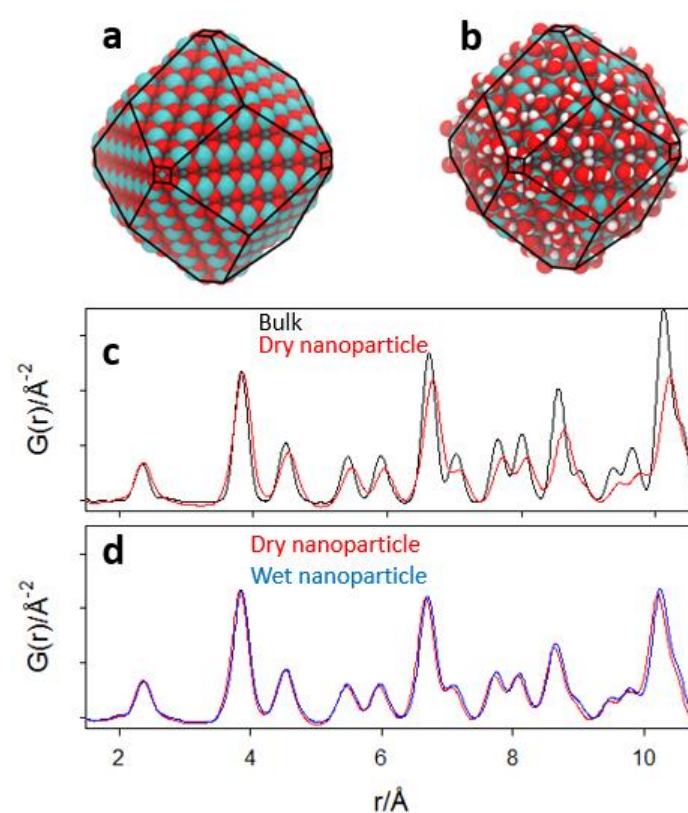 a
b
c
Bulk
Dry nanoparticle
G(r)/Å⁻²
d
Dry nanoparticle
Wet nanoparticle
G(r)/Å⁻²
2 4 6 8 10
r/Å